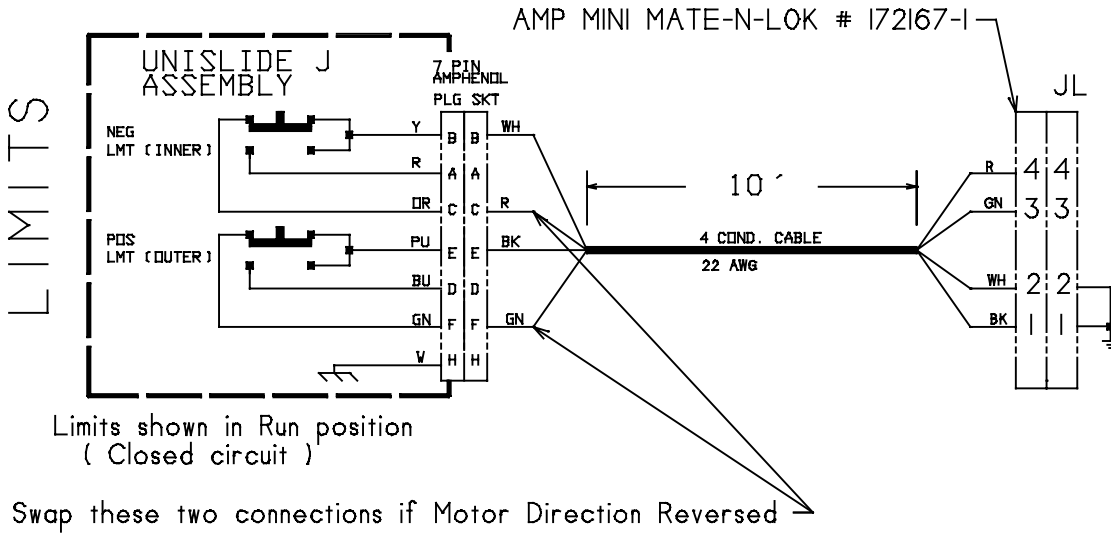 AMP MINI MATE-N-LOK # 172167-1
JL
LIMITS
UNISLIDE J
ASSEMBLY
7 PIN
AMPHENOL
PLG SKT
NEG
LMT (INNER)
Y B B WH
R A A
OR C C R
POS
LMT (OUTER)
PU E E BK
BU D D
GN F F GN
W H H
10´
4 COND. CABLE
22 AWG
R 4 4
GN 3 3
WH 2 2
BK 1 1
Limits shown in Run position
( Closed circuit )
Swap these two connections if Motor Direction Reversed